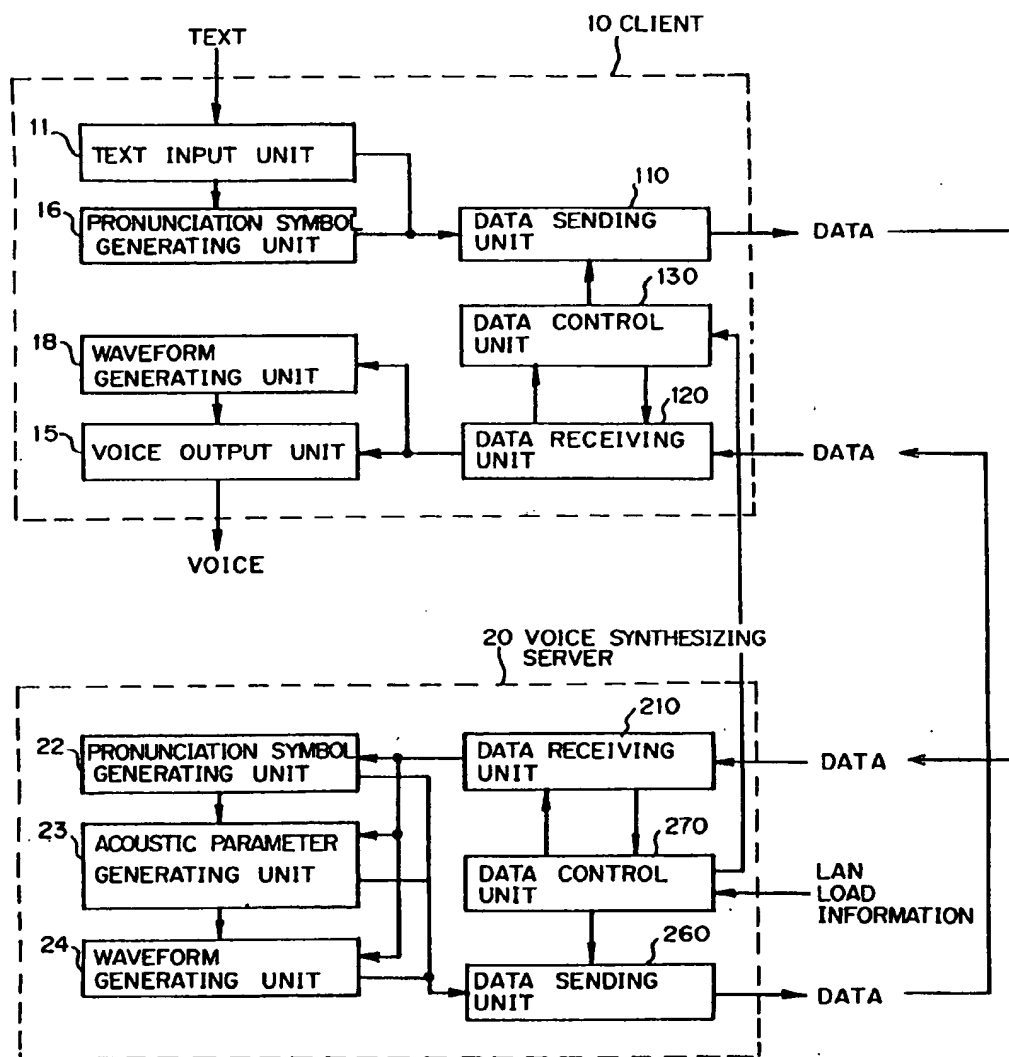 TEXT
10 CLIENT
11
TEXT INPUT UNIT
16
PRONUNCIATION SYMBOL
GENERATING UNIT
110
DATA SENDING
UNIT
DATA
130
DATA CONTROL
UNIT
18
WAVEFORM
GENERATING UNIT
120
15
VOICE OUTPUT UNIT
DATA RECEIVING
UNIT
DATA
VOICE
20 VOICE SYNTHESIZING
SERVER
210
22
PRONUNCIATION SYMBOL
GENERATING UNIT
DATA RECEIVING
UNIT
DATA
23
ACOUSTIC PARAMETER
GENERATING UNIT
270
DATA CONTROL
UNIT
LAN
LOAD
INFORMATION
24
WAVEFORM
GENERATING UNIT
260
DATA SENDING
UNIT
DATA